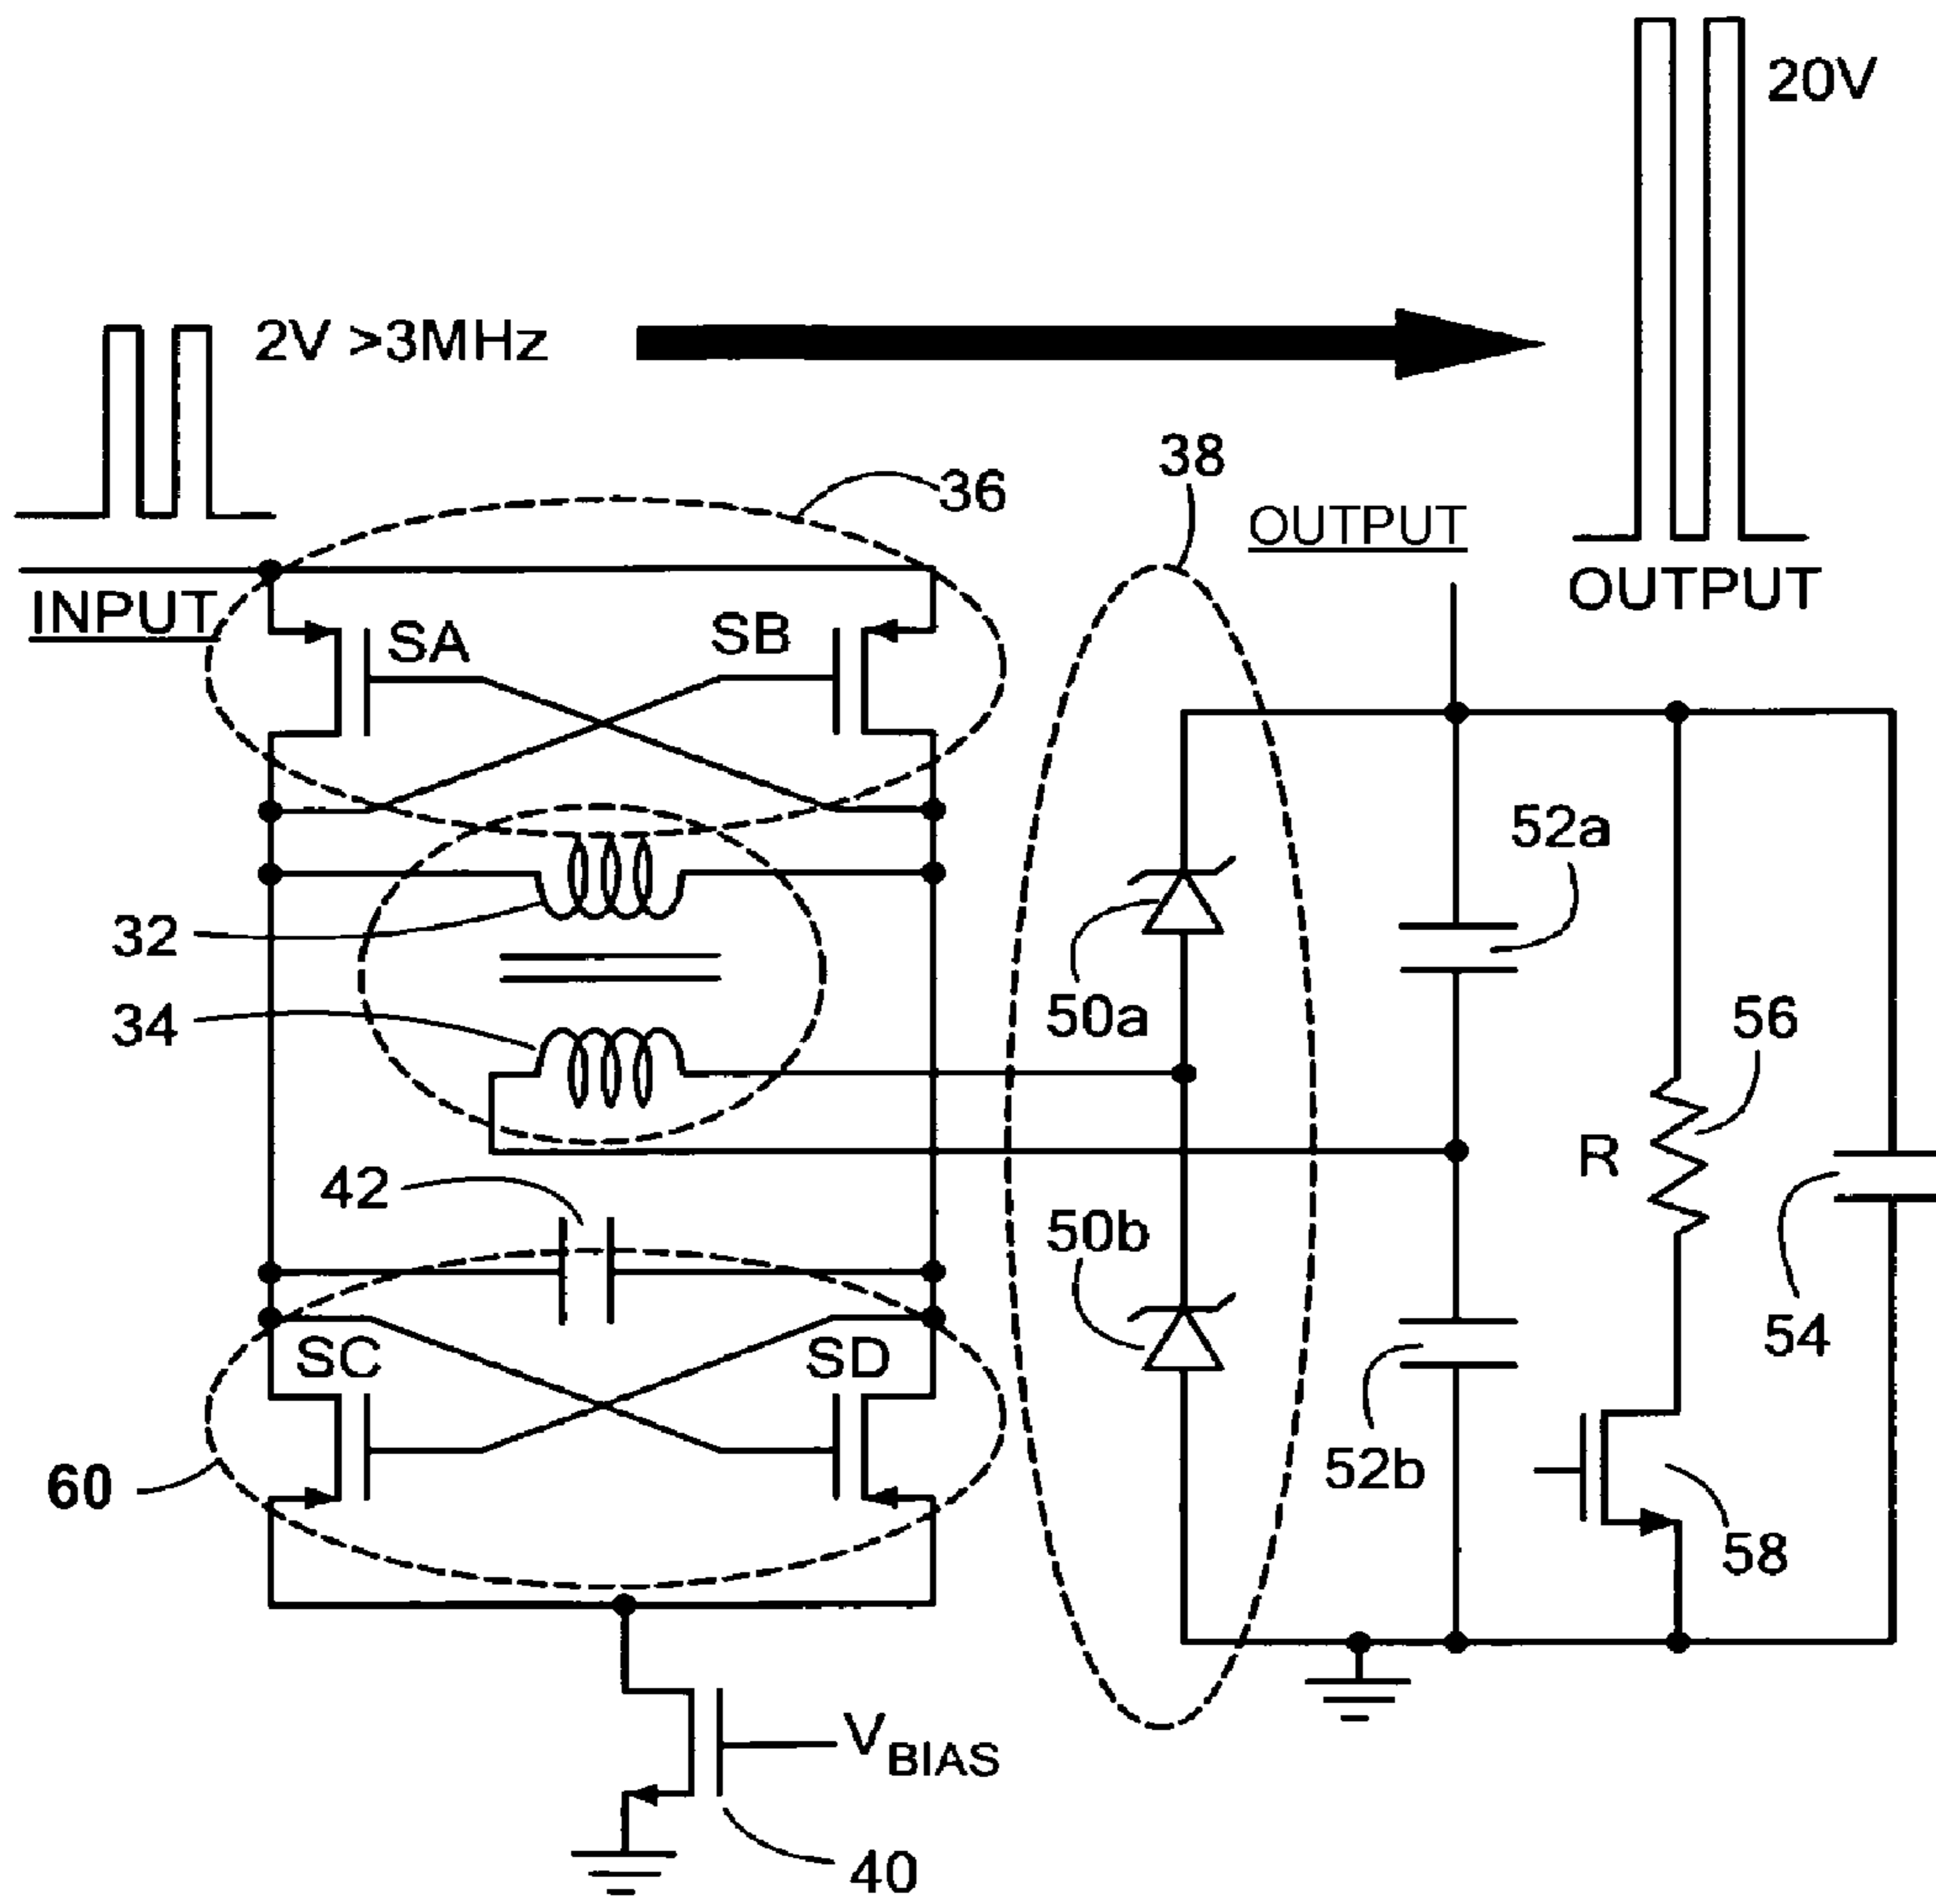 20V
2V >3MHz
38
36
OUTPUT
OUTPUT
INPUT
SA
SB
52a
32
50a
56
34
R
42
50b
54
SC
SD
52b
60
58
VBIAS
40